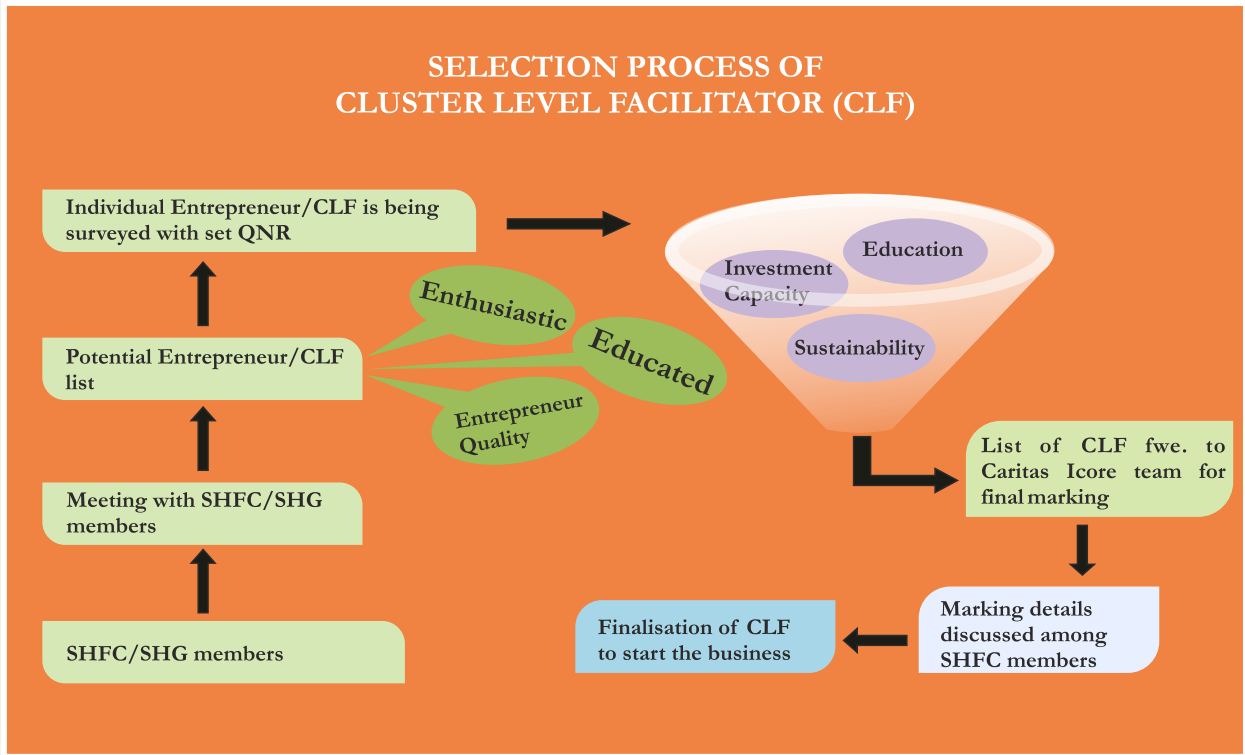 SELECTION PROCESS OF
CLUSTER LEVEL FACILITATOR (CLF)
Individual Entrepreneur/CLF is being
surveyed with set QNR
Potential Entrepreneur/CLF
list
Meeting with SHFC/SHG
members
SHFC/SHG members
Enthusiastic
Educated
Entrepreneur
Quality
Education
Investment
Capacity
Sustainability
List of CLF fwe. to
Caritas Icore team for
final marking
Marking details
discussed among
SHFC members
Finalisation of CLF
to start the business